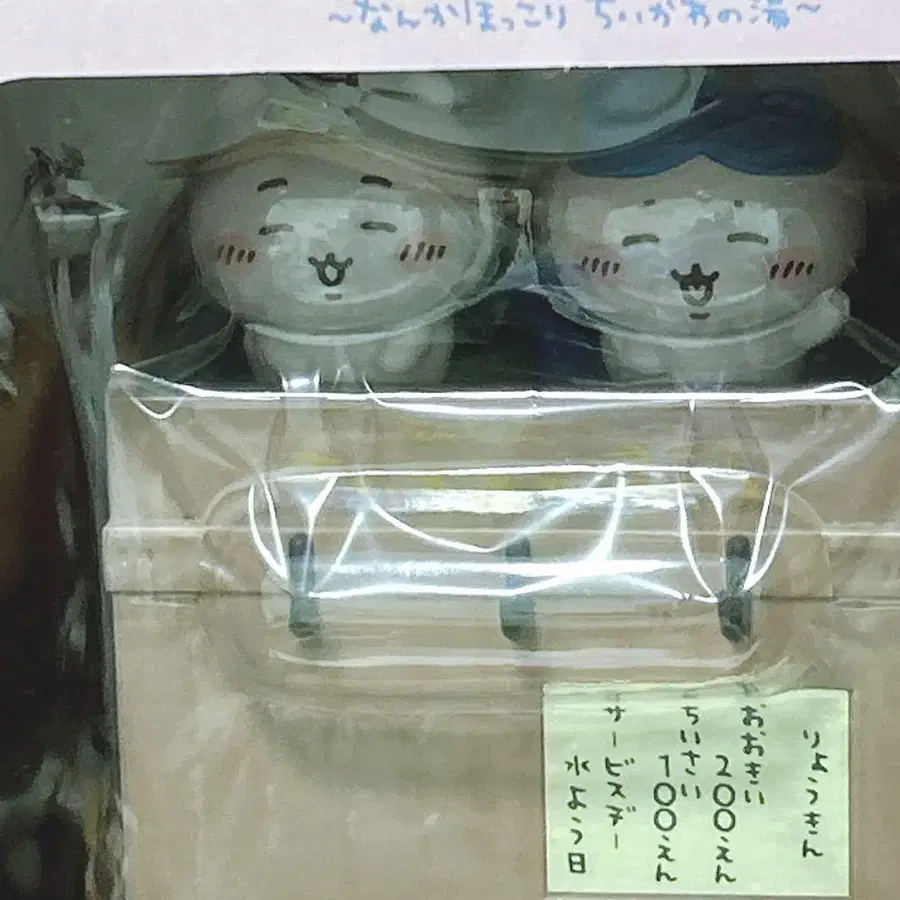 ~なんかほっこり ちいかわの湯~
りょうきん
おおきい
200えん
ちいさい
100えん
サービスデー
水よう日